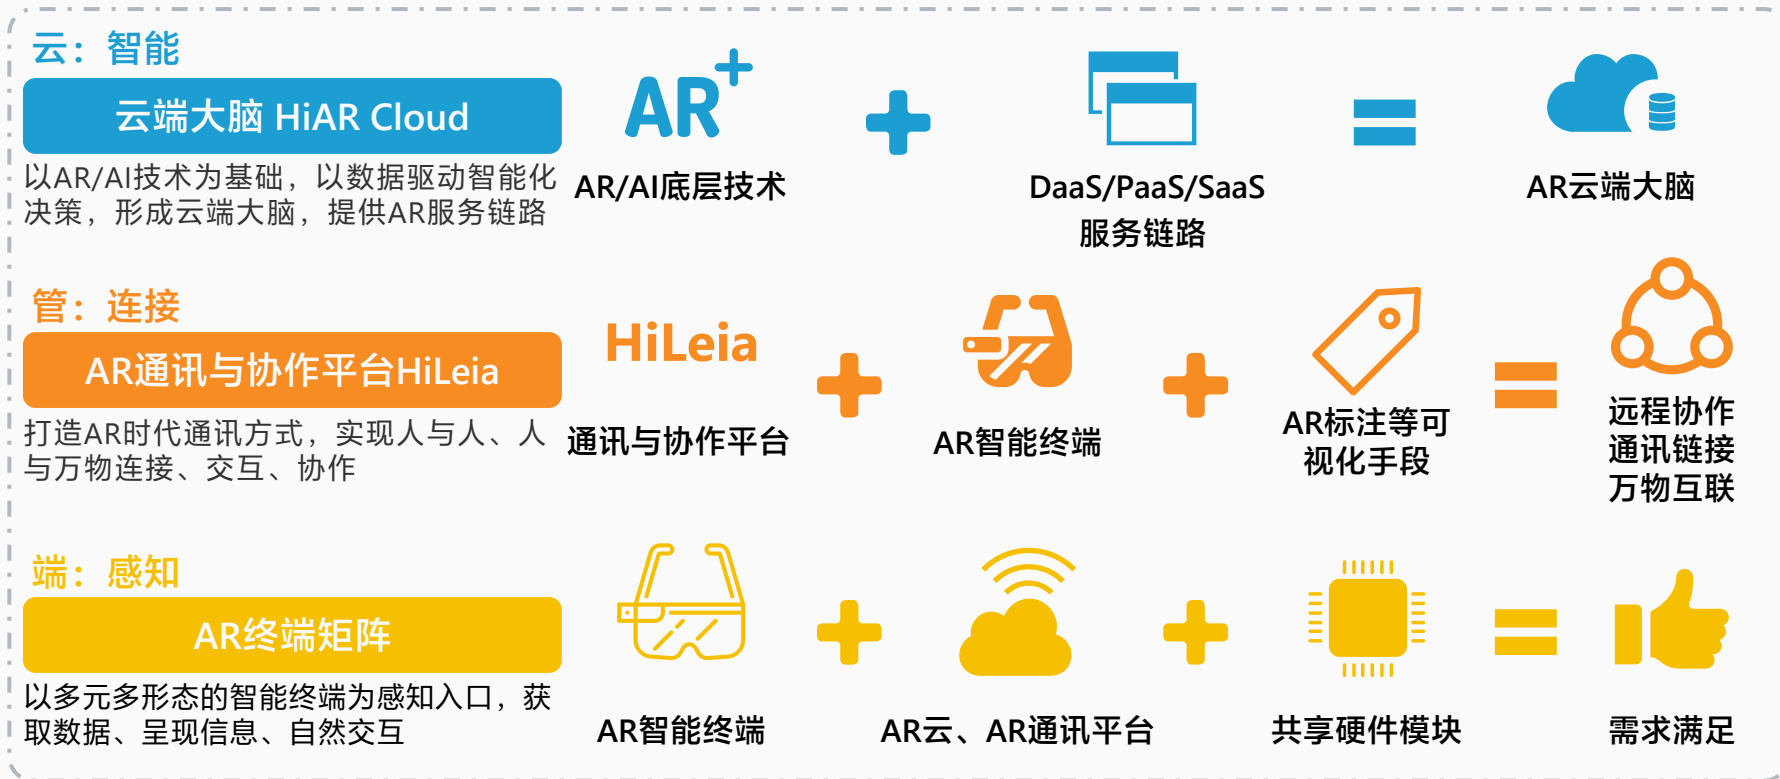 云：智能
云端大脑 HiAR Cloud
以AR/AI技术为基础，以数据驱动智能化
决策，形成云端大脑，提供AR服务链路
AR+
AR/AI底层技术
DaaS/PaaS/SaaS
服务链路
AR云端大脑
管：连接
AR通讯与协作平台HiLeia
打造AR时代通讯方式，实现人与人、人
与万物连接、交互、协作
HiLeia
通讯与协作平台
AR智能终端
AR标注等可
视化手段
远程协作
通讯链接
万物互联
端：感知
AR终端矩阵
以多元多形态的智能终端为感知入口，获
取数据、呈现信息、自然交互
AR智能终端
AR云、AR通讯平台
共享硬件模块
需求满足